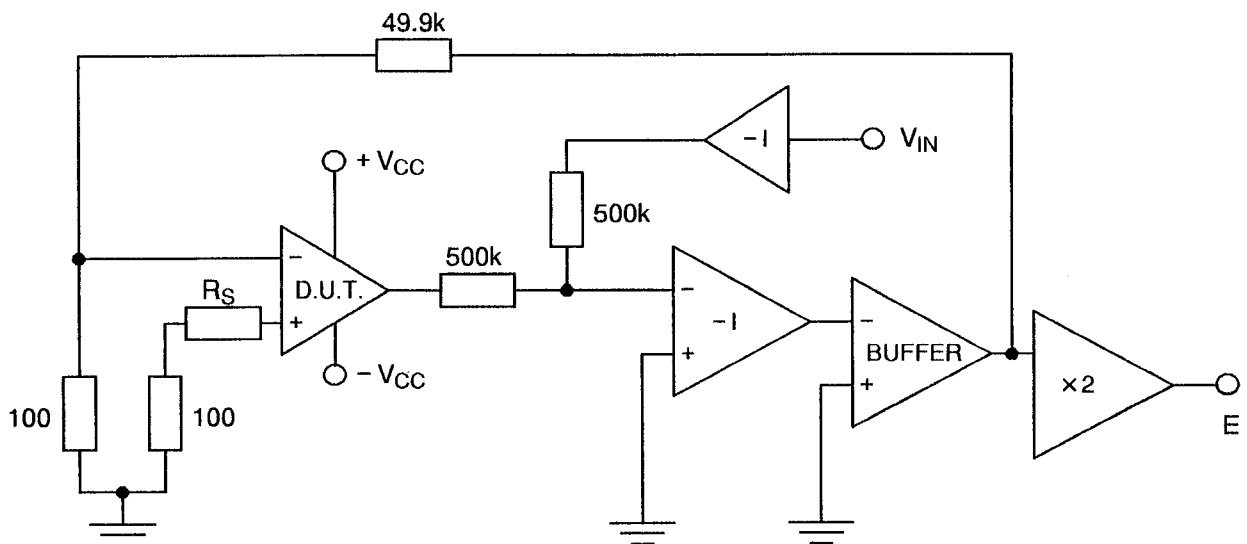 49.9k
-1
VIN
+ VCC
500k
500k
-
D.U.T.
RS
+
-
-1
+
-
BUFFER
+
×2
- VCC
100
100
E